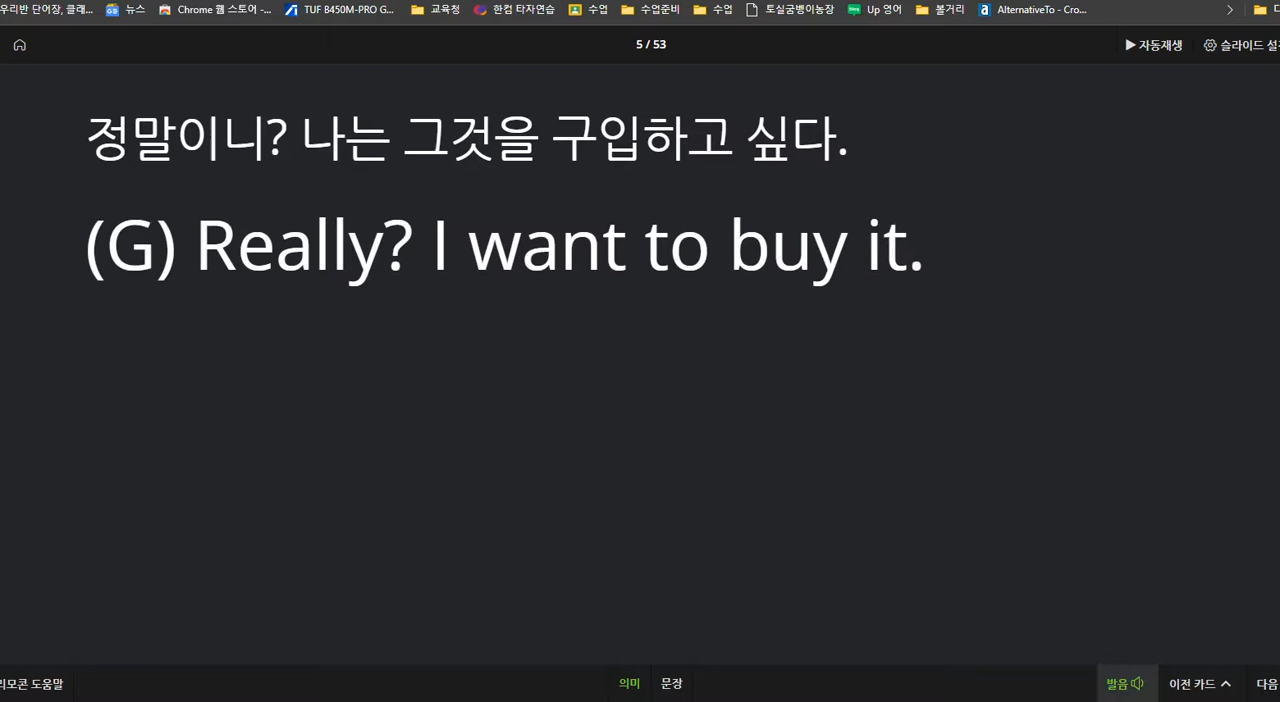 우리반 단어장, 클래... 뉴스 Chrome 웹 스토어 -... TUF B450M-PRO G... 교육정 한컴 타자연습 수업 수업준비 수업 토실굼벵이농장 Up 영어 볼거리 AlternativeTo - Cro...
5 / 53 자동재생 슬라이드 설
정말이니? 나는 그것을 구입하고 싶다.
(G) Really? I want to buy it.
리모콘 도움말 의미 문장 발음 이전 카드 다음